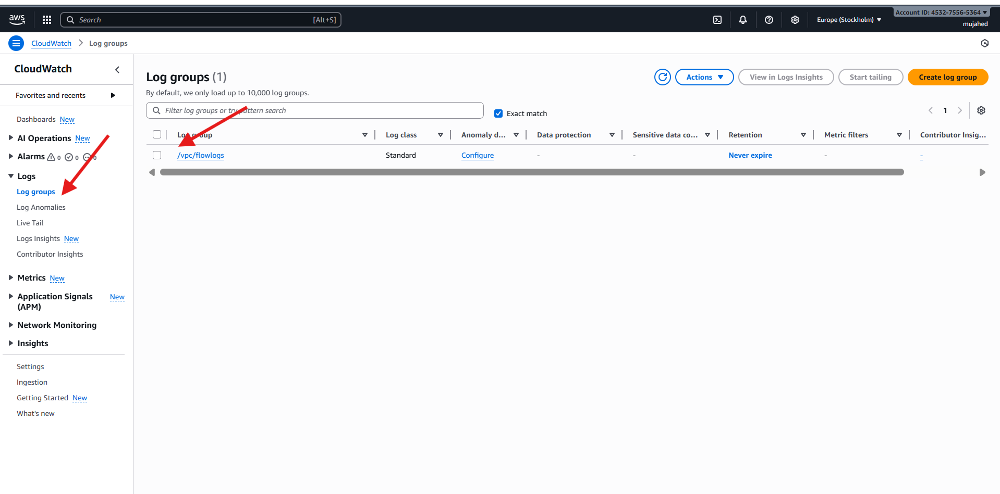 aws
Search [Alt+S]
Europe (Stockholm)
Account ID: 4532-7556-5364
mujahed
CloudWatch
Log groups
CloudWatch
Favorites and recents
Dashboards New
AI Operations New
Alarms 0 0 0
Logs
Log groups
Log Anomalies
Live Tail
Logs Insights New
Contributor Insights
Metrics New
Application Signals New
(APM)
Network Monitoring
Insights
Settings
Ingestion
Getting Started New
What's new
Log groups (1)
Actions
View in Logs Insights
Start tailing
Create log group
By default, we only load up to 10,000 log groups.
Filter log groups or try pattern search
Exact match
1
Log group Log class Anomaly d... Data protection Sensitive data co... Retention Metric filters Contributor Insig...
/vpc/flowlogs Standard Configure - - Never expire - -